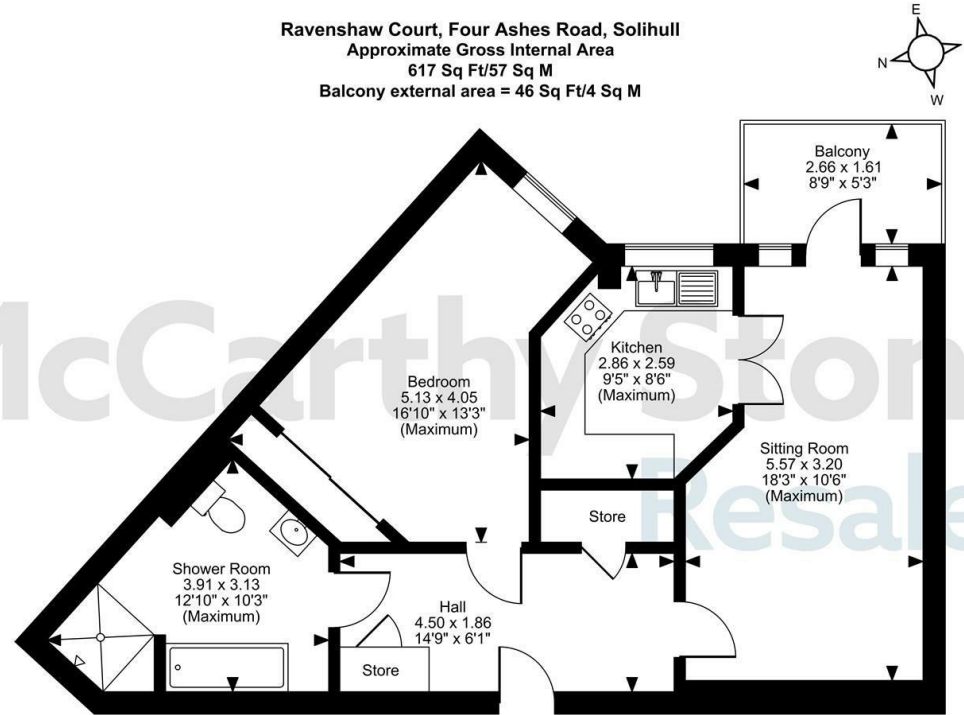 Ravenshaw Court, Four Ashes Road, Solihull
Approximate Gross Internal Area
617 Sq Ft/57 Sq M
Balcony external area = 46 Sq Ft/4 Sq M
E
N
W
Balcony
2.66 x 1.61
8'9" x 5'3"
Kitchen
2.86 x 2.59
9'5" x 8'6"
(Maximum)
Bedroom
5.13 x 4.05
16'10" x 13'3"
(Maximum)
Sitting Room
5.57 x 3.20
18'3" x 10'6"
(Maximum)
Store
Shower Room
3.91 x 3.13
12'10" x 10'3"
(Maximum)
Hall
4.50 x 1.86
14'9" x 6'1"
Store
McCarthy Ston
Resale